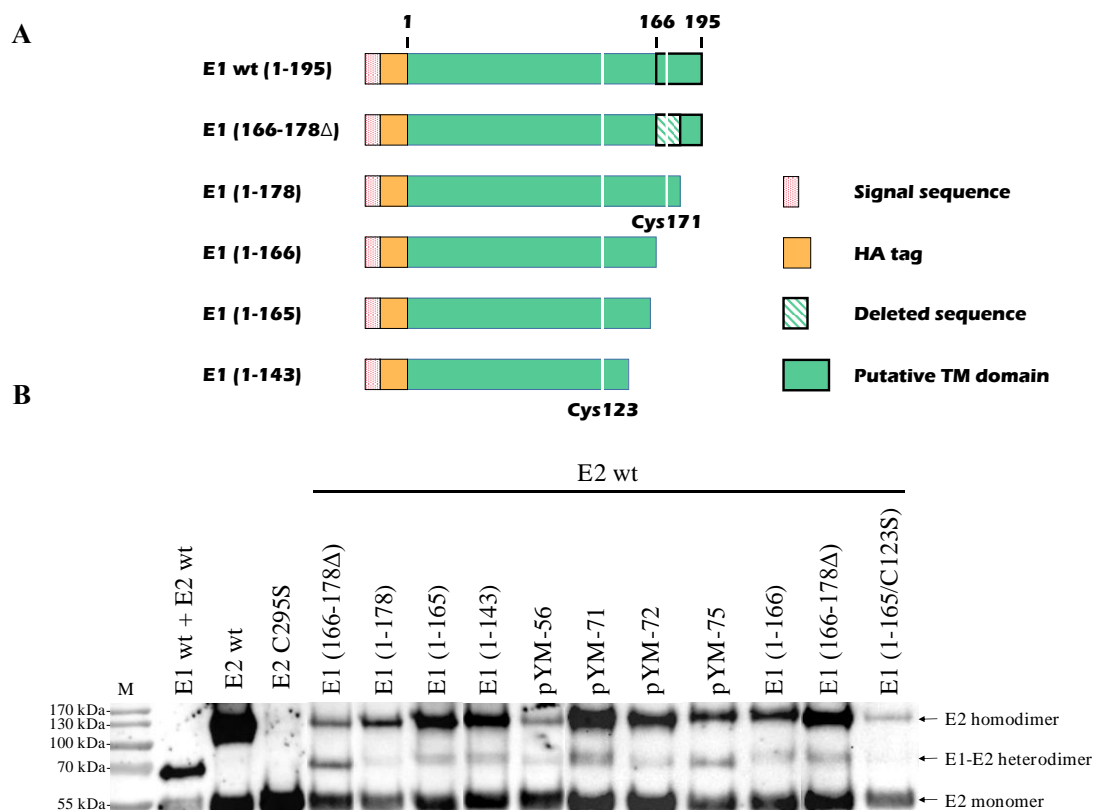 A
1 166 195
E1 wt (1-195)
E1 (166-178Δ)
E1 (1-178)
Cys171
E1 (1-166)
E1 (1-165)
E1 (1-143)
Cys123
Signal sequence
HA tag
Deleted sequence
Putative TM domain
B
E2 wt
M
E1 wt + E2 wt
E2 wt
E2 C295S
E1 (166-178Δ)
E1 (1-178)
E1 (1-165)
E1 (1-143)
pYM-56
pYM-71
pYM-72
pYM-75
E1 (1-166)
E1 (166-178Δ)
E1 (1-165/C123S)
170 kDa-
130 kDa-
100 kDa-
70 kDa-
55 kDa-
E2 homodimer
E1-E2 heterodimer
E2 monomer